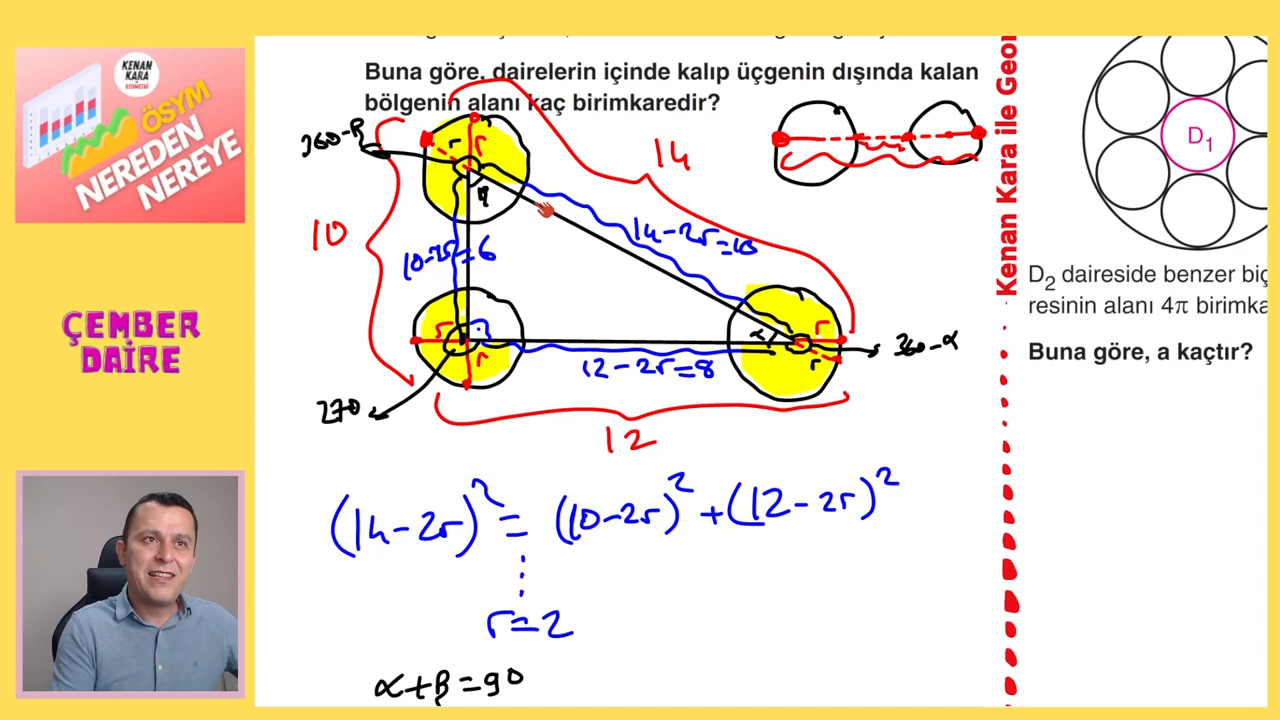 KENAN
KARA
GEOMETRİ
ÖSYM
NEREDEN
NEREYE
ÇEMBER
DAİRE
Buna göre, dairelerin içinde kalıp üçgenin dışında kalan
bölgenin alanı kaç birimkaredir?
360-β
r
r
14
β
10
14-2r=10
10-2r=6
r
r
α
r
r
360-α
12-2r=8
270
12
(14-2r)²=(10-2r)²+(12-2r)²
r=2
α+β=90
Kenan Kara ile Geo
D₁
D₂ dairesi de benzer biç
resinin alanı 4π birimka
Buna göre, a kaçtır?